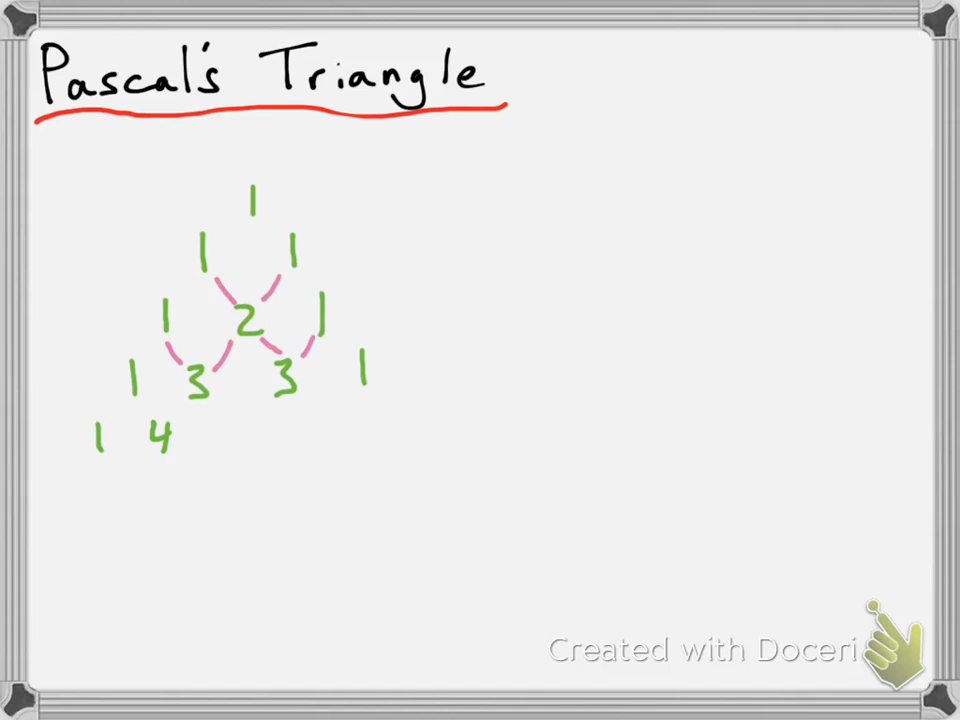 Pascal's Triangle
1
1 1
1 2 1
1 3 3 1
1 4
Created with Doceri